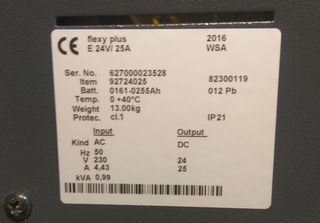 CE flexy plus 2016
E 24V/ 25A WSA
Ser. No. 627000023528
Item 92724025 82300119
Batt. 0161-0255Ah 012 Pb
Temp. 0 +40°C
Weight 13.00kg
Protec. cl.1 IP21
Input Output
Kind AC DC
Hz 50
V 230 24
A 4,43 25
kVA 0,99